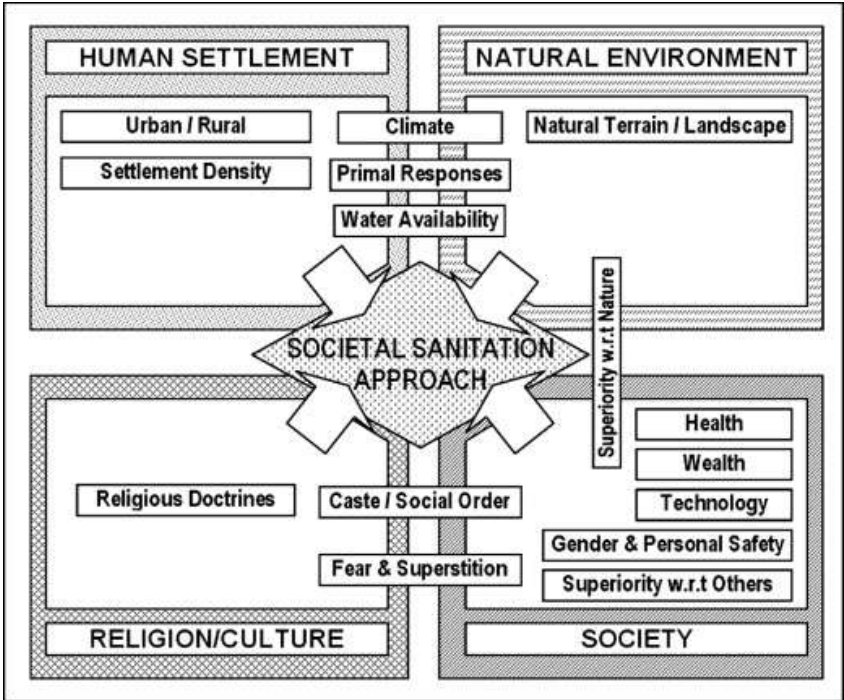 HUMAN SETTLEMENT
NATURAL ENVIRONMENT
Urban / Rural
Climate
Natural Terrain / Landscape
Settlement Density
Primal Responses
Water Availability
Superiority w.r.t Nature
SOCIETAL SANITATION
APPROACH
Health
Wealth
Religious Doctrines
Caste / Social Order
Technology
Gender & Personal Safety
Fear & Superstition
Superiority w.r.t Others
RELIGION/CULTURE
SOCIETY